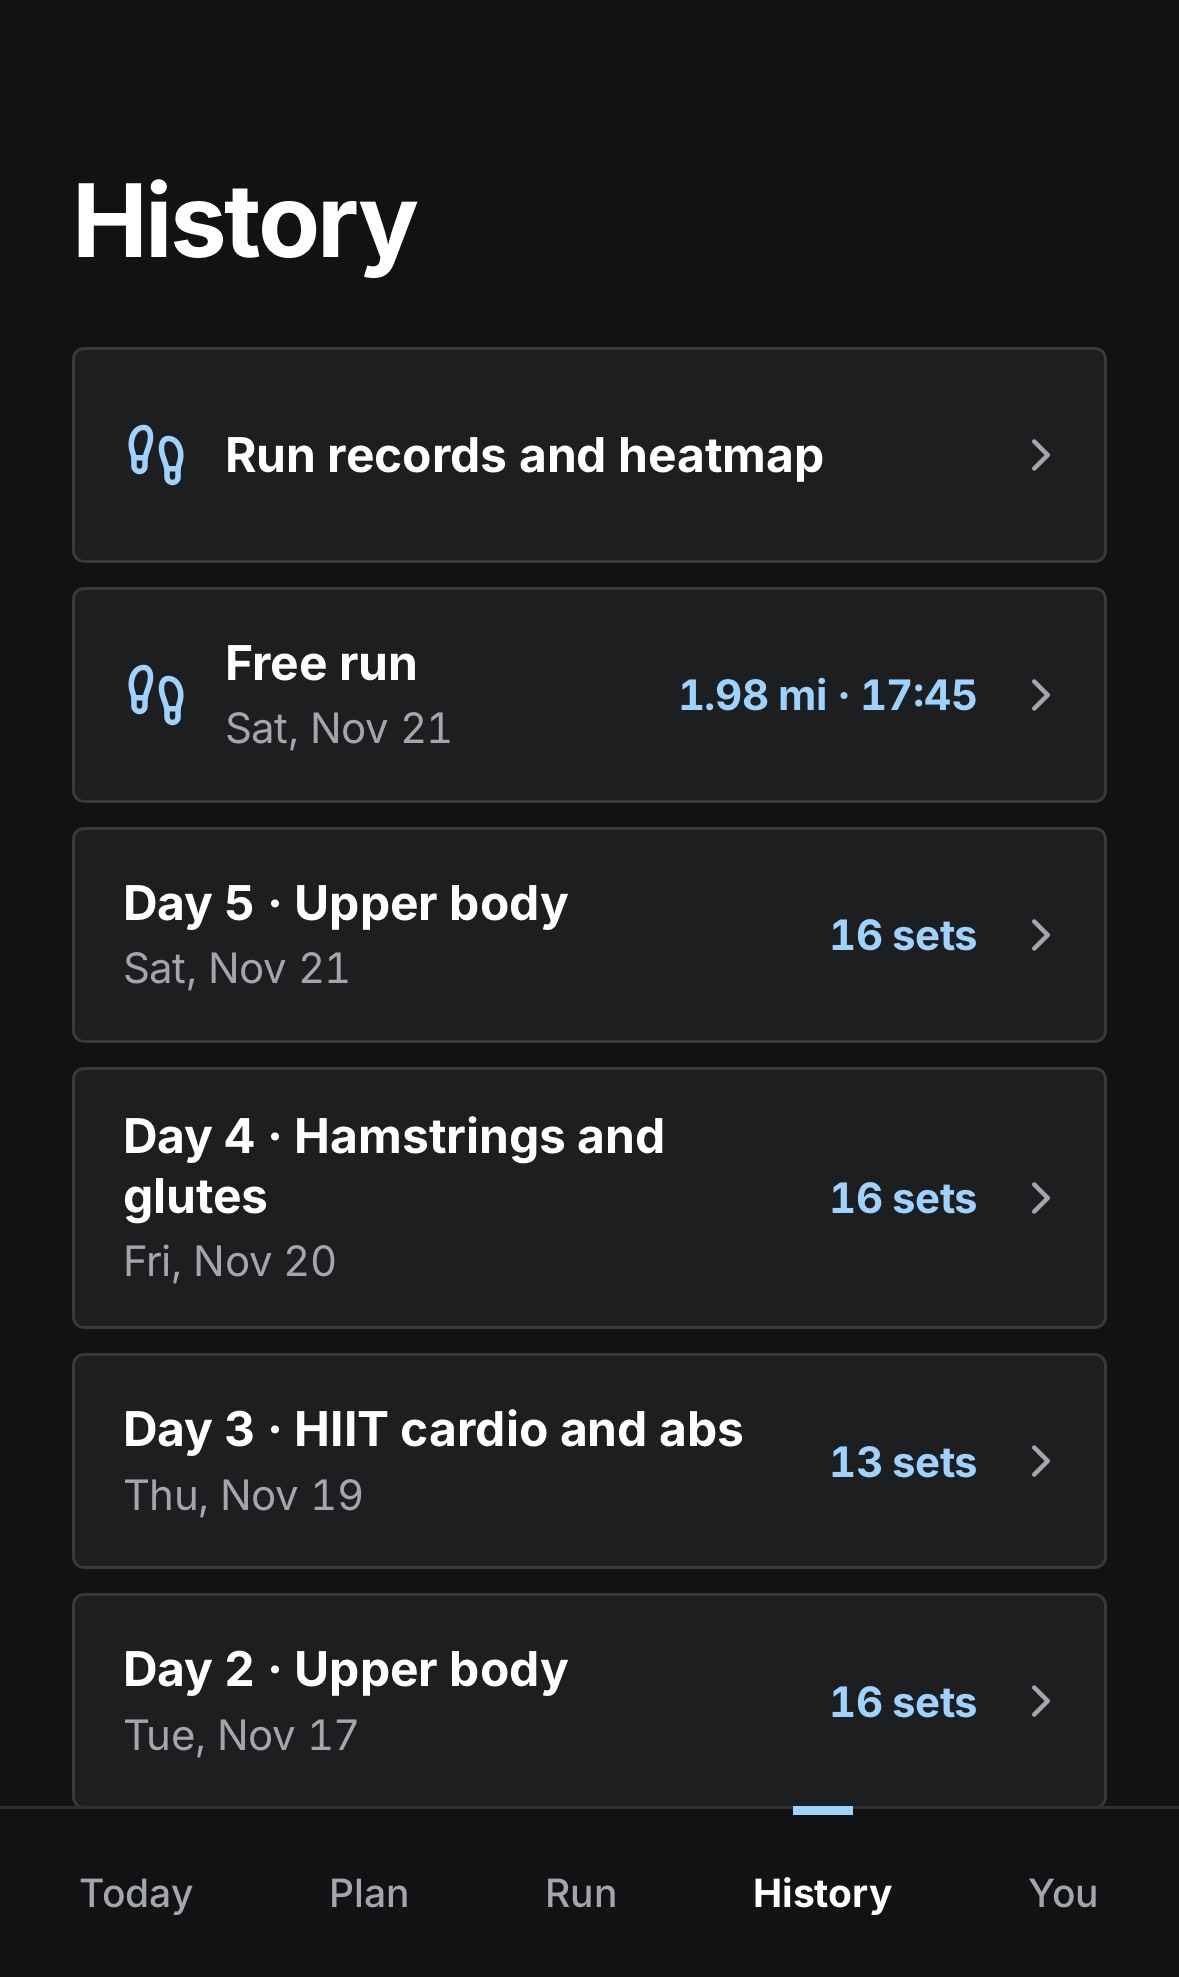 History
Run records and heatmap
Free run
Sat, Nov 21
1.98 mi · 17:45
Day 5 · Upper body
Sat, Nov 21
16 sets
Day 4 · Hamstrings and
glutes
Fri, Nov 20
16 sets
Day 3 · HIIT cardio and abs
Thu, Nov 19
13 sets
Day 2 · Upper body
Tue, Nov 17
16 sets
Today Plan Run History You